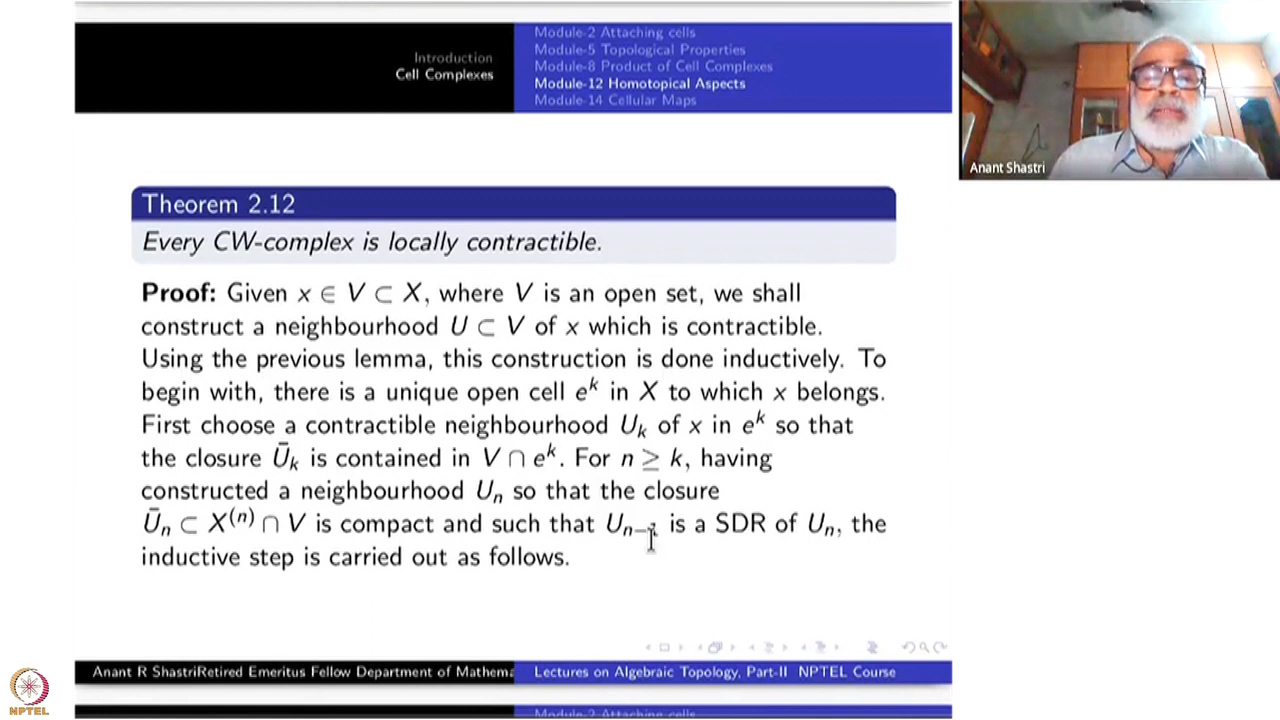 Introduction
Cell Complexes
Module-2 Attaching cells
Module-5 Topological Properties
Module-8 Product of Cell Complexes
Module-12 Homotopical Aspects
Module-14 Cellular Maps
Anant Shastri
Theorem 2.12
Every CW-complex is locally contractible.
Proof: Given x ∈ V ⊂ X, where V is an open set, we shall
construct a neighbourhood U ⊂ V of x which is contractible.
Using the previous lemma, this construction is done inductively. To
begin with, there is a unique open cell e^k in X to which x belongs.
First choose a contractible neighbourhood U_k of x in e^k so that
the closure Ū_k is contained in V ∩ e^k. For n ≥ k, having
constructed a neighbourhood U_n so that the closure
Ū_n ⊂ X^(n) ∩ V is compact and such that U_{n−1} is a SDR of U_n, the
inductive step is carried out as follows.
Anant R ShastriRetired Emeritus Fellow Department of Mathema
Lectures on Algebraic Topology, Part-II NPTEL Course
NPTEL
Module-2 Attaching cells